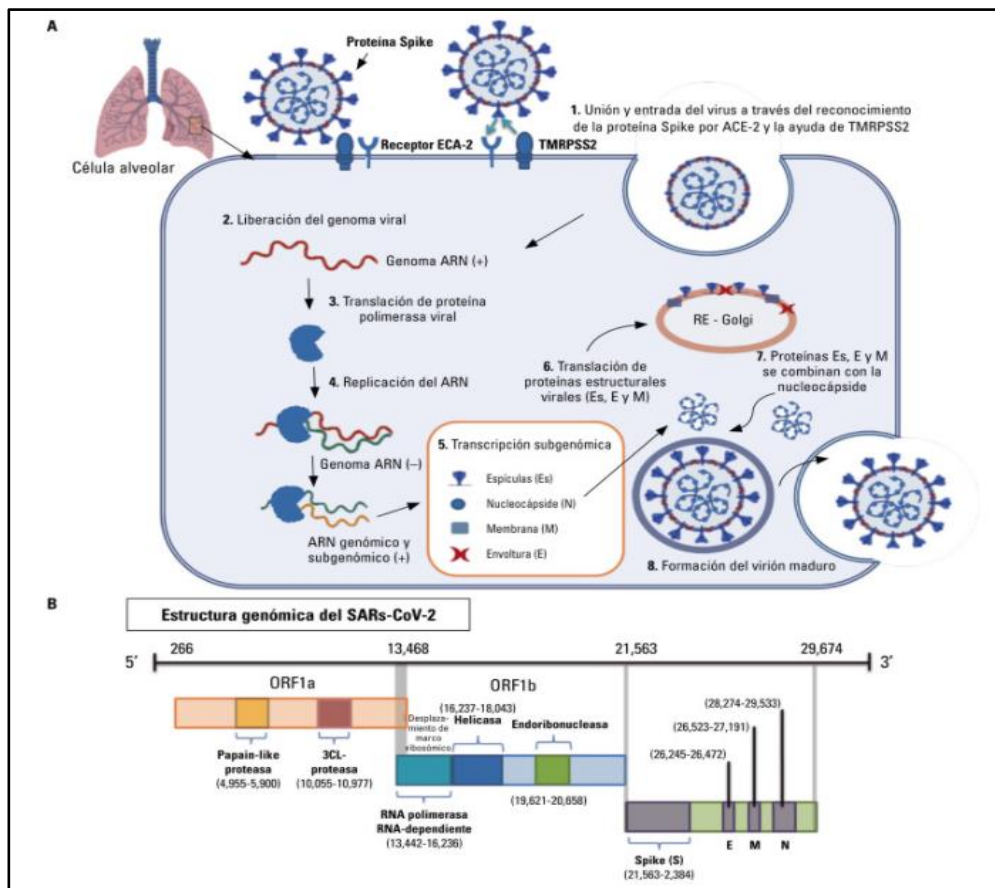 A
Proteína Spike
Célula alveolar
Receptor ECA-2
TMRPSS2
1. Unión y entrada del virus a través del reconocimiento
de la proteína Spike por ACE-2 y la ayuda de TMRPSS2
2. Liberación del genoma viral
Genoma ARN (+)
3. Translación de proteína
polimerasa viral
4. Replicación del ARN
Genoma ARN (–)
ARN genómico y
subgenómico (+)
5. Transcripción subgenómica
Espículas (Es)
Nucleocápside (N)
Membrana (M)
Envoltura (E)
RE - Golgi
6. Translación de
proteínas estructurales
virales (Es, E y M)
7. Proteínas Es, E y M
se combinan con la
nucleocápside
8. Formación del virión maduro
B
Estructura genómica del SARs-CoV-2
266
13,468
21,563
29,674
5´
3´
ORF1a
ORF1b
Papain-like
proteasa
(4,955-5,900)
3CL-
proteasa
(10,055-10,977)
Desplaza-
miento de
marco
ribosómico
RNA polimerasa
RNA-dependiente
(13,442-16,236)
(16,237-18,043)
Helicasa
Endoribonucleasa
(19,621-20,658)
(28,274-29,533)
(26,523-27,191)
(26,245-26,472)
Spike (S)
(21,563-2,384)
E
M
N